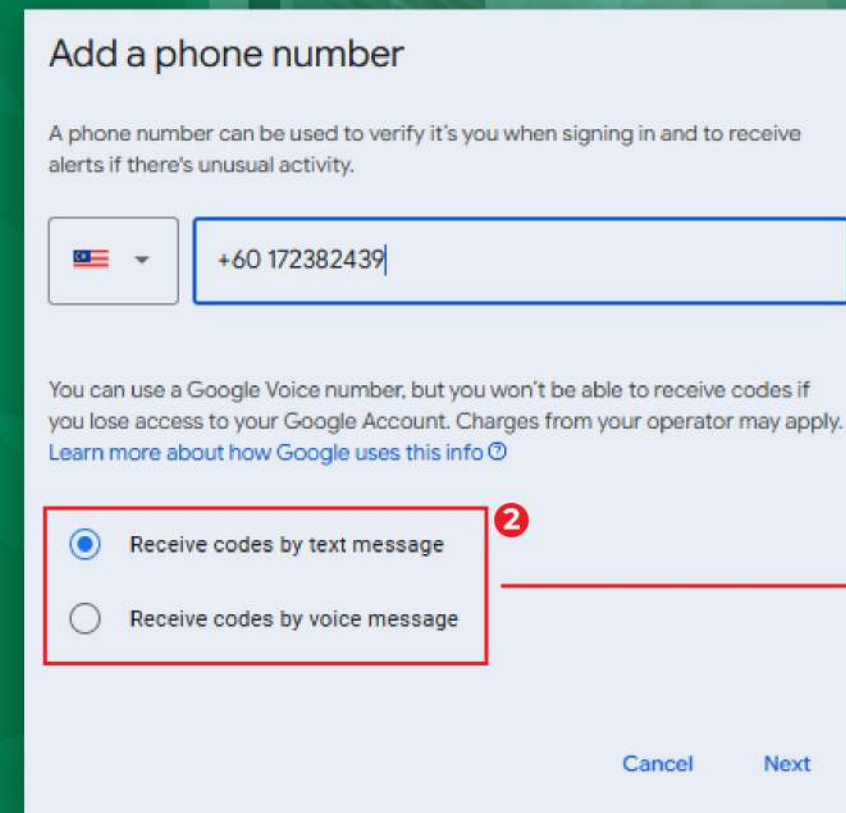 Add a phone number
A phone number can be used to verify it's you when signing in and to receive
alerts if there's unusual activity.
+60 172382439
You can use a Google Voice number, but you won't be able to receive codes if
you lose access to your Google Account. Charges from your operator may apply.
Learn more about how Google uses this info
2
Receive codes by text message
Receive codes by voice message
Cancel Next